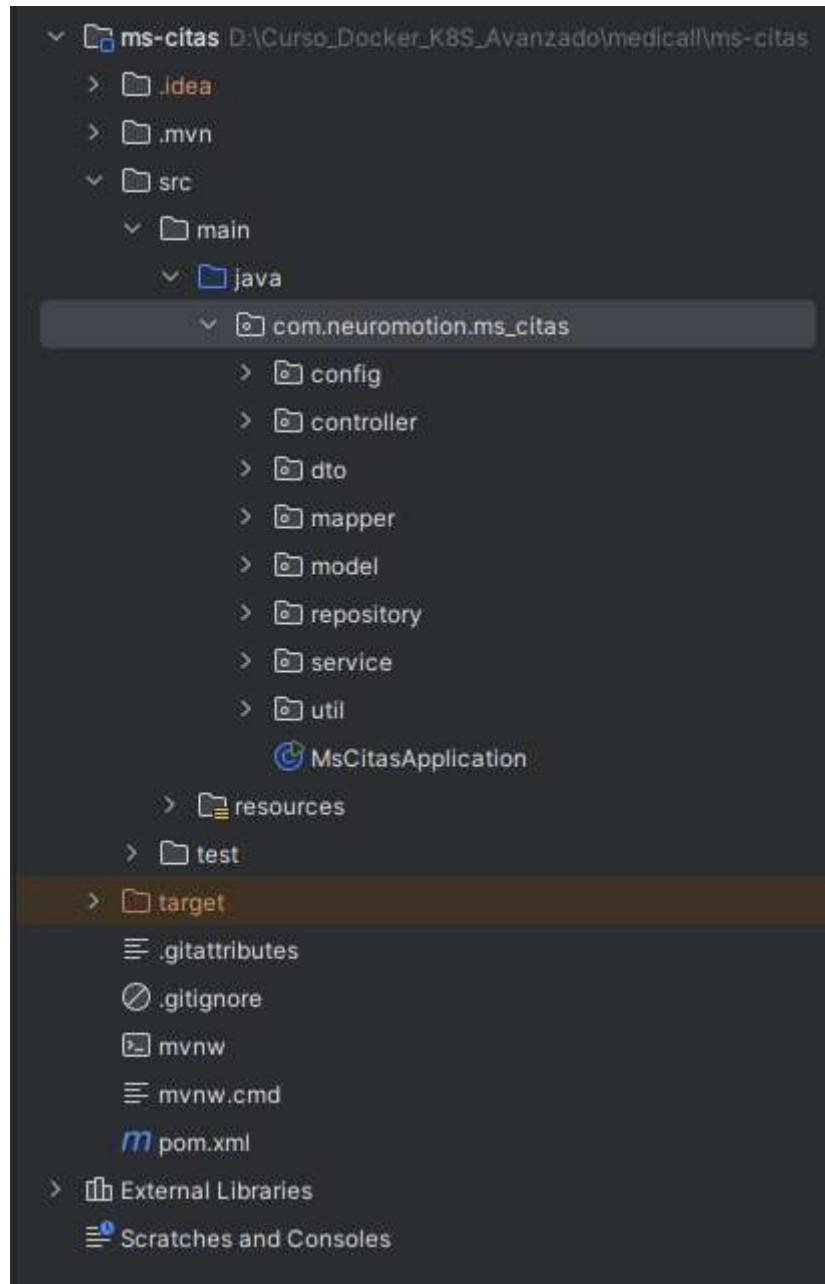 ms-citas D:\Curso_Docker_K8S_Avanzado\medicall\ms-citas
.idea
.mvn
src
main
java
com.neuromotion.ms_citas
config
controller
dto
mapper
model
repository
service
util
MsCitasApplication
resources
test
target
.gitattributes
.gitignore
mvnw
mvnw.cmd
m pom.xml
External Libraries
Scratches and Consoles